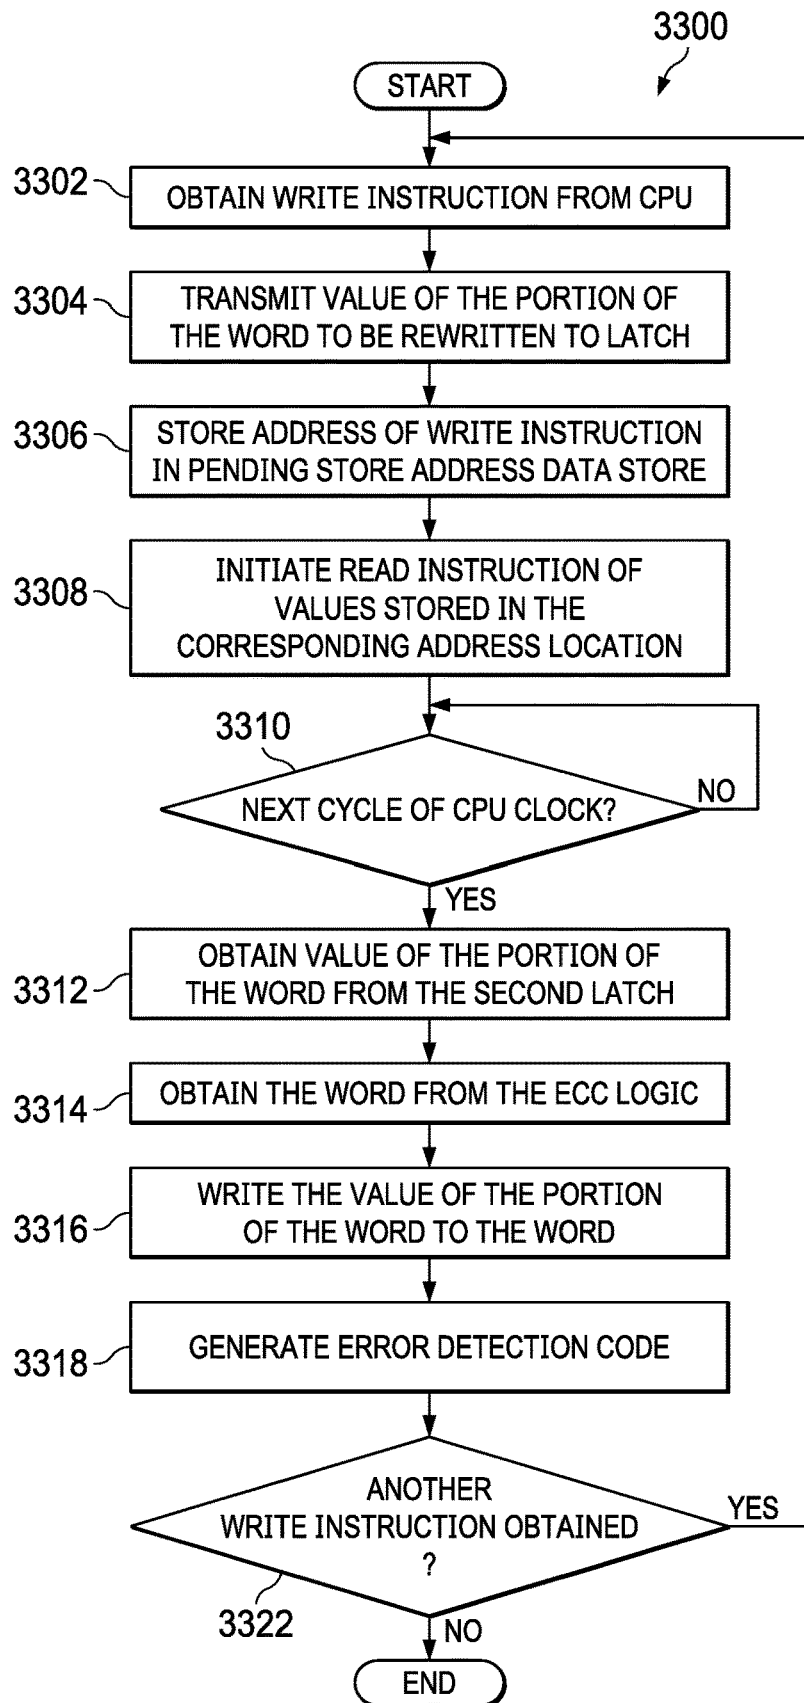 3300
START
3302
OBTAIN WRITE INSTRUCTION FROM CPU
3304
TRANSMIT VALUE OF THE PORTION OF
THE WORD TO BE REWRITTEN TO LATCH
3306
STORE ADDRESS OF WRITE INSTRUCTION
IN PENDING STORE ADDRESS DATA STORE
3308
INITIATE READ INSTRUCTION OF
VALUES STORED IN THE
CORRESPONDING ADDRESS LOCATION
3310
NEXT CYCLE OF CPU CLOCK?
NO
YES
3312
OBTAIN VALUE OF THE PORTION OF
THE WORD FROM THE SECOND LATCH
3314
OBTAIN THE WORD FROM THE ECC LOGIC
3316
WRITE THE VALUE OF THE PORTION
OF THE WORD TO THE WORD
3318
GENERATE ERROR DETECTION CODE
ANOTHER
WRITE INSTRUCTION OBTAINED
?
YES
3322
NO
END